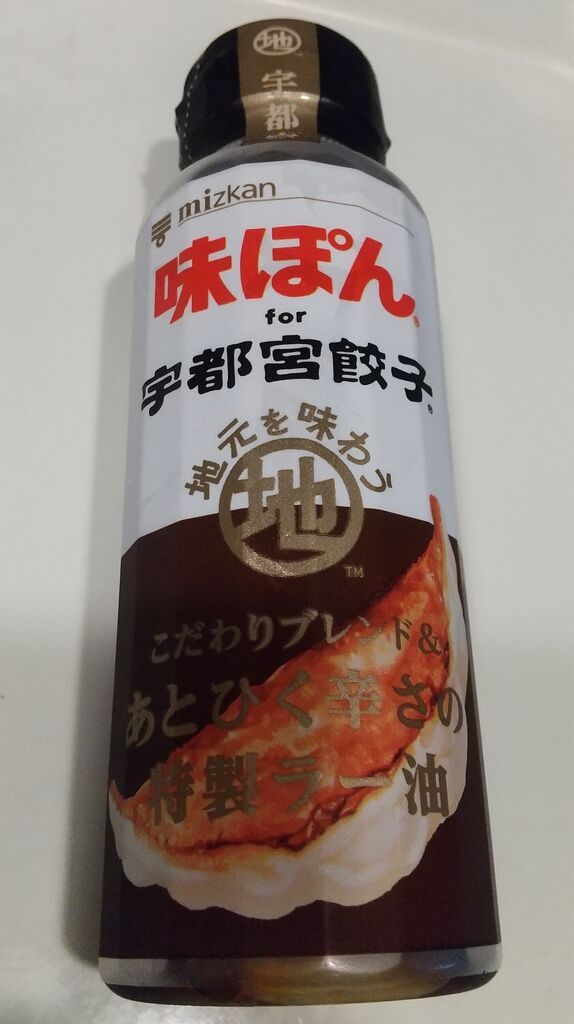 地
宇都
mizkan
味ぽん®
for
宇都宮餃子®
地元を味わう
地
TM
こだわりブレンド&
あとひく辛さの
特製ラー油